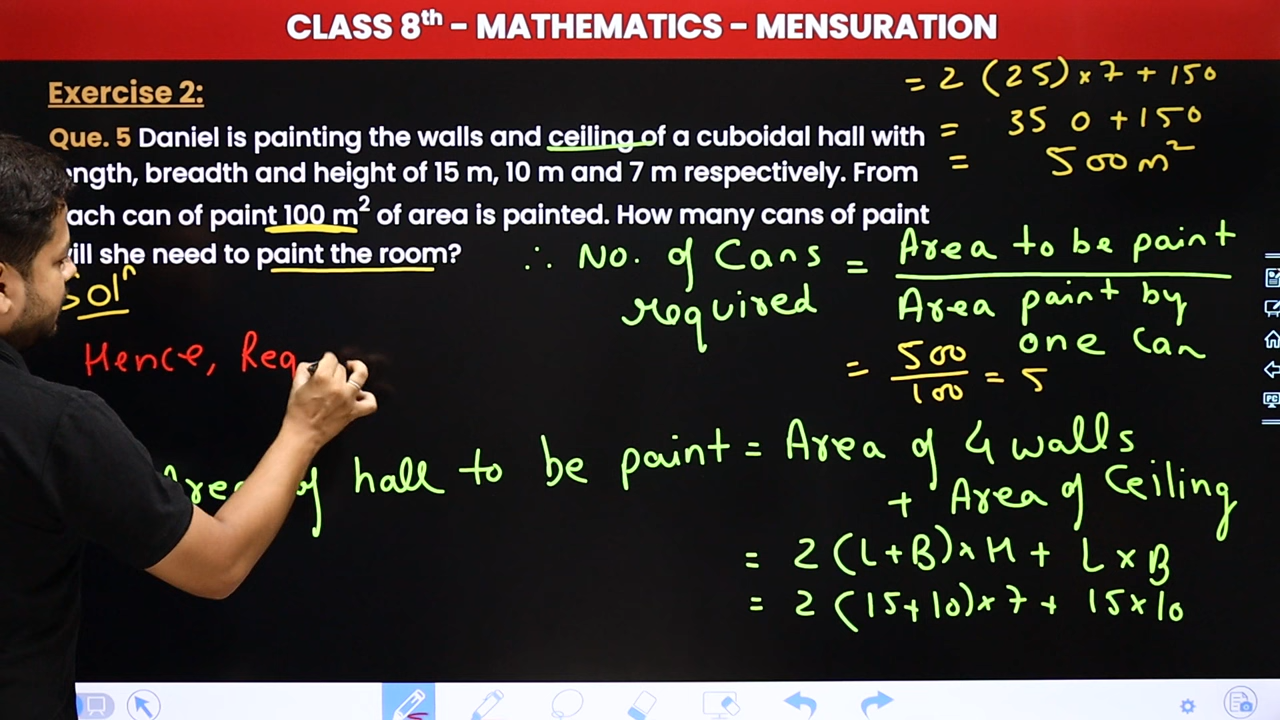 CLASS 8th - MATHEMATICS - MENSURATION
Exercise 2:
Que. 5 Daniel is painting the walls and ceiling of a cuboidal hall with
ngth, breadth and height of 15 m, 10 m and 7 m respectively. From
ach can of paint 100 m² of area is painted. How many cans of paint
ill she need to paint the room?
Solⁿ
Hence, Req
Area of hall to be paint = Area of 4 walls
+ Area of Ceiling
= 2 (L+B)×H + L×B
= 2 (15+10)×7 + 15×10
= 2 (25)×7 + 150
= 350 + 150
= 500 m²
∴ No. of Cans required = Area to be paint / Area paint by one Can
= 500/100 = 5
PC